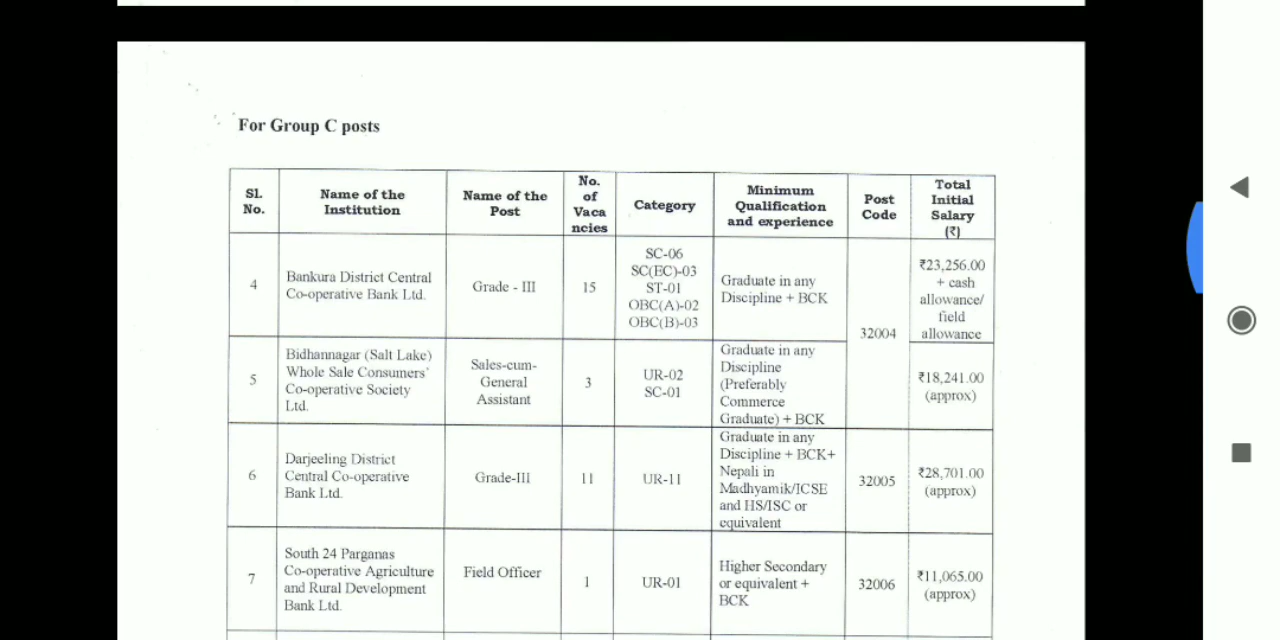 For Group C posts
Sl. No.
Name of the Institution
Name of the Post
No. of Vaca ncies
Category
Minimum Qualification and experience
Post Code
Total Initial Salary (₹)
4
Bankura District Central
Co-operative Bank Ltd.
Grade - III
15
SC-06
SC(EC)-03
ST-01
OBC(A)-02
OBC(B)-03
Graduate in any
Discipline + BCK
32004
₹23,256.00
+ cash
allowance/
field
allowance
5
Bidhannagar (Salt Lake)
Whole Sale Consumers'
Co-operative Society
Ltd.
Sales-cum-
General
Assistant
3
UR-02
SC-01
Graduate in any
Discipline
(Preferably
Commerce
Graduate) + BCK
₹18,241.00
(approx)
6
Darjeeling District
Central Co-operative
Bank Ltd.
Grade-III
11
UR-11
Graduate in any
Discipline + BCK+
Nepali in
Madhyamik/ICSE
and HS/ISC or
equivalent
32005
₹28,701.00
(approx)
7
South 24 Parganas
Co-operative Agriculture
and Rural Development
Bank Ltd.
Field Officer
1
UR-01
Higher Secondary
or equivalent +
BCK
32006
₹11,065.00
(approx)